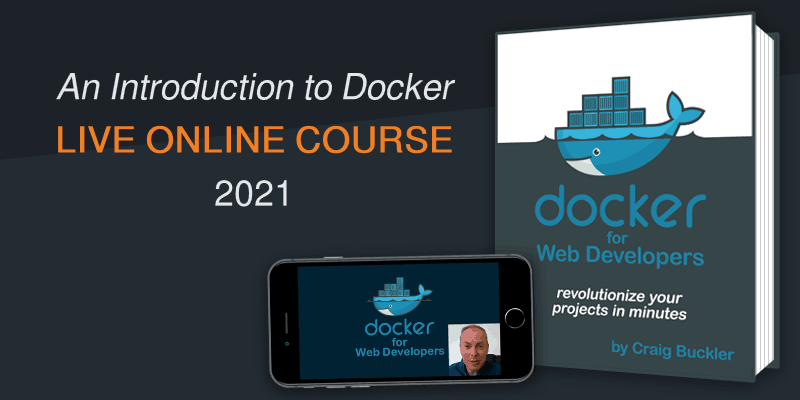 An Introduction to Docker
LIVE ONLINE COURSE
2021
docker
for
Web Developers
revolutionize your
projects in minutes
by Craig Buckler
docker
for
Web Developers